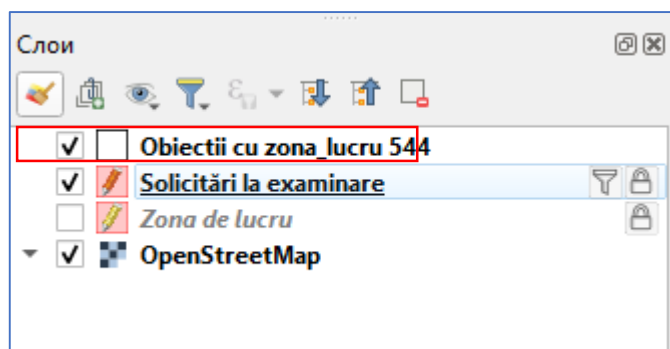 Слои
Obiectii cu zona_lucru 544
Solicitări la examinare
Zona de lucru
OpenStreetMap